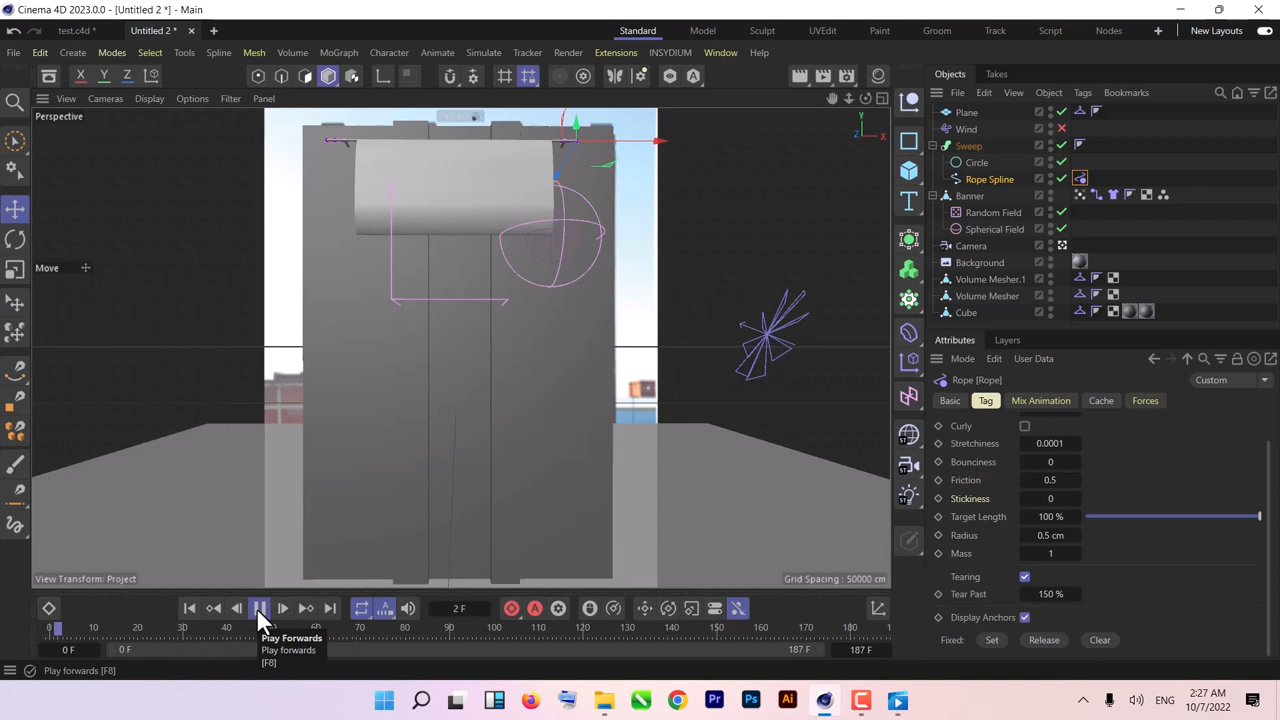 Cinema 4D 2023.0.0 - [Untitled 2 *] - Main
test.c4d *
Untitled 2 *
Standard
Model
Sculpt
UVEdit
Paint
Groom
Track
Script
Nodes
New Layouts
File
Edit
Create
Modes
Select
Tools
Spline
Mesh
Volume
MoGraph
Character
Animate
Simulate
Tracker
Render
Extensions
INSYDIUM
Window
Help
X
Y
Z
Objects
Takes
View
Cameras
Display
Options
Filter
Panel
File
Edit
View
Object
Tags
Bookmarks
Perspective
Y
Z
X
Plane
Wind
Sweep
Circle
Rope Spline
Banner
Random Field
Spherical Field
Camera
Background
Volume Mesher.1
Volume Mesher
Cube
Move
Attributes
Layers
Mode
Edit
User Data
Rope [Rope]
Custom
Basic
Tag
Mix Animation
Cache
Forces
Curly
Stretchiness 0.0001
Bounciness 0
Friction 0.5
Stickiness 0
Target Length 100 %
Radius 0.5 cm
Mass 1
Tearing
Tear Past 150 %
Display Anchors
Fixed: Set Release Clear
View Transform: Project
Grid Spacing : 50000 cm
2 F
0 10 20 30 40 60 70 80 90 100 110 120 130 140 150 160 170 180 190
0 F
0 F
187 F
187 F
Play Forwards
Play forwards
[F8]
Play forwards [F8]
ENG
2:27 AM
10/7/2022